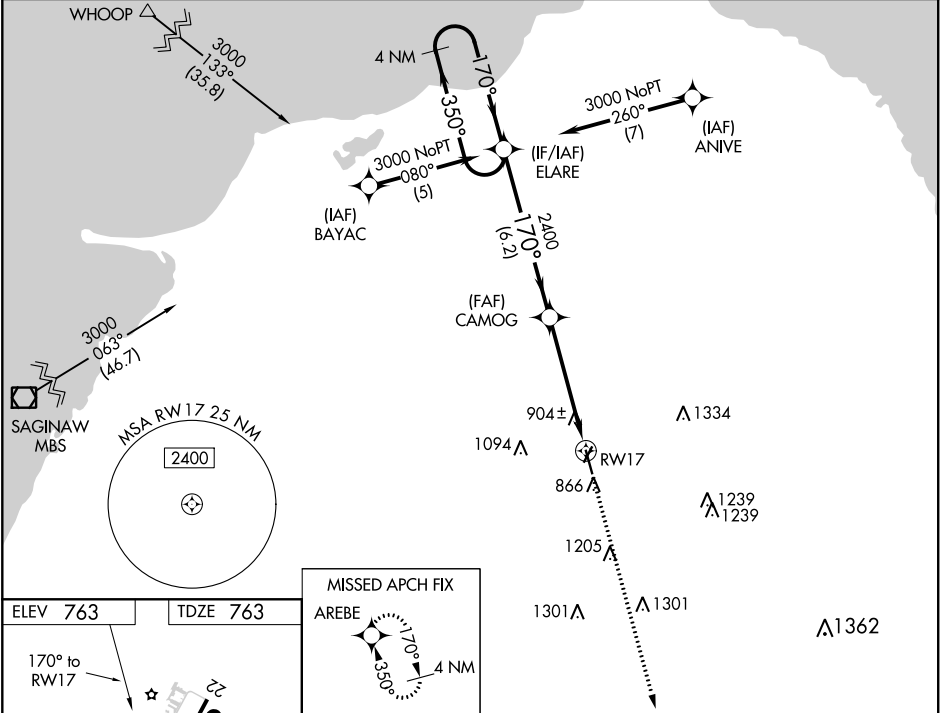 WHOOP
3000
133°
(35.8)
4 NM
170°
350°
3000 NoPT
260°
(7)
(IAF)
ANIVE
(IF/IAF)
ELARE
3000 NoPT
080°
(5)
(IAF)
BAYAC
2400
170°
(6.2)
(FAF)
CAMOG
3000
063°
(46.7)
SAGINAW
MBS
MSA RW17 25 NM
2400
904±
1334
1094
RW17
866
1239
1239
1205
1301
1301
1362
MISSED APCH FIX
AREBE
170°
350°
4 NM
ELEV 763
TDZE 763
170° to
RW17
22